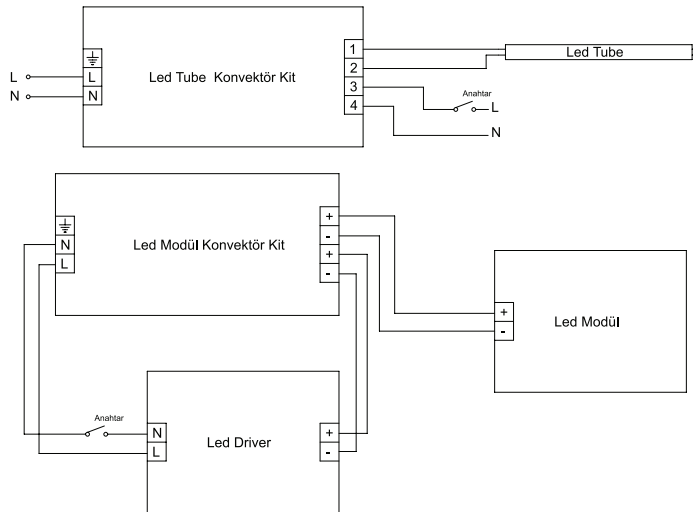 1
2
3
4
L
N
L
N
Led Tube Konvektör Kit
Led Tube
Anahtar
L
N
N
L
Led Modül Konvektör Kit
+
-
+
-
+
-
Led Modül
Anahtar
N
L
Led Driver
+
-